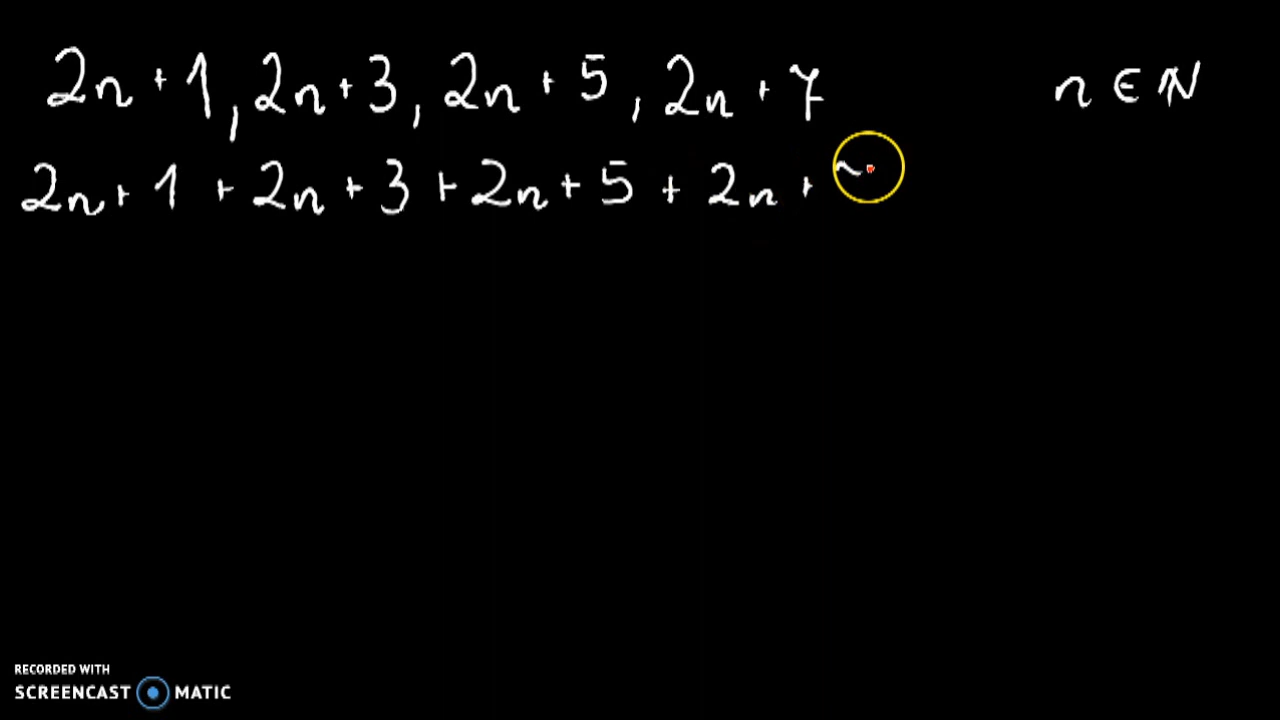 2n + 1, 2n + 3, 2n + 5, 2n + 7 n ∈ ℕ
2n + 1 + 2n + 3 + 2n + 5 + 2n +
RECORDED WITH
SCREENCAST MATIC